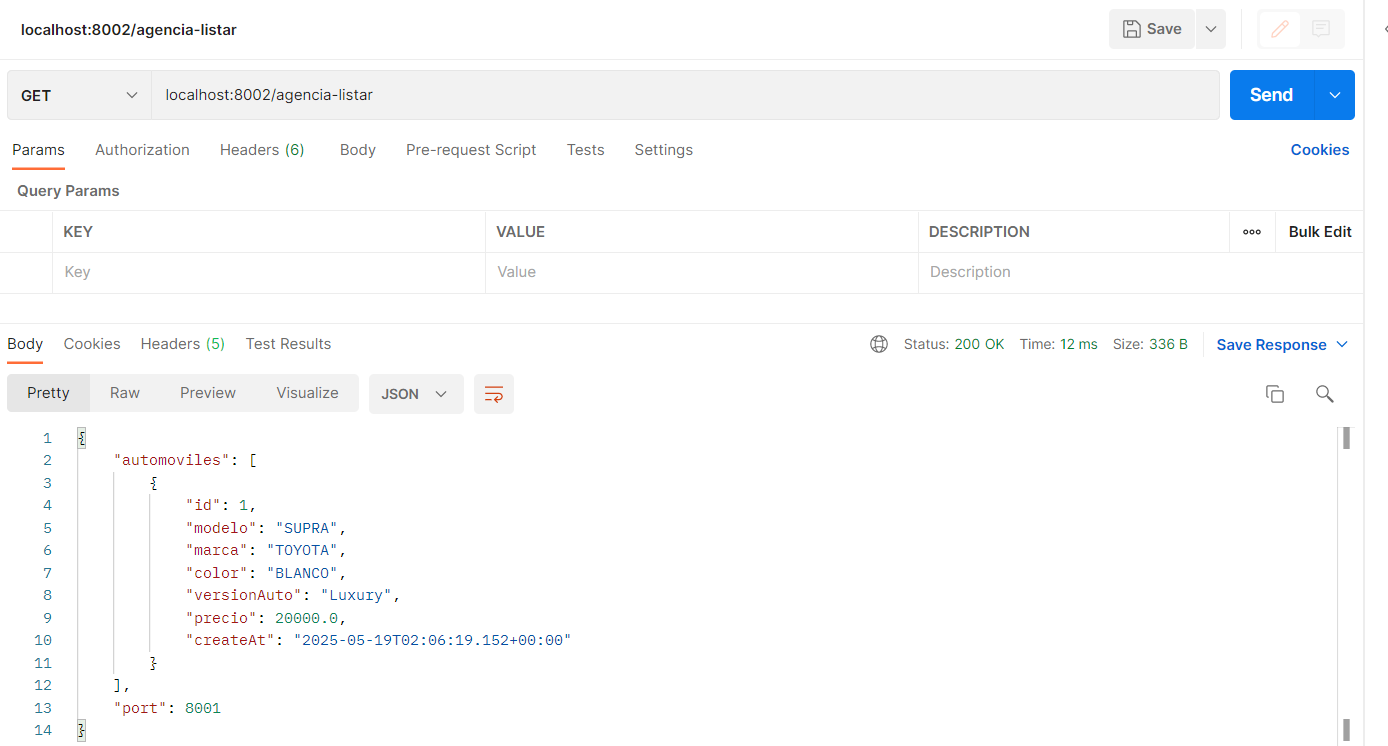 localhost:8002/agencia-listar
Save
GET
localhost:8002/agencia-listar
Send
Params Authorization Headers (6) Body Pre-request Script Tests Settings Cookies
Query Params
KEY VALUE DESCRIPTION ooo Bulk Edit
Key Value Description
Body Cookies Headers (5) Test Results Status: 200 OK Time: 12 ms Size: 336 B Save Response
Pretty Raw Preview Visualize JSON
1 {
2 "automoviles": [
3 {
4 "id": 1,
5 "modelo": "SUPRA",
6 "marca": "TOYOTA",
7 "color": "BLANCO",
8 "versionAuto": "Luxury",
9 "precio": 20000.0,
10 "createAt": "2025-05-19T02:06:19.152+00:00"
11 }
12 ],
13 "port": 8001
14 }